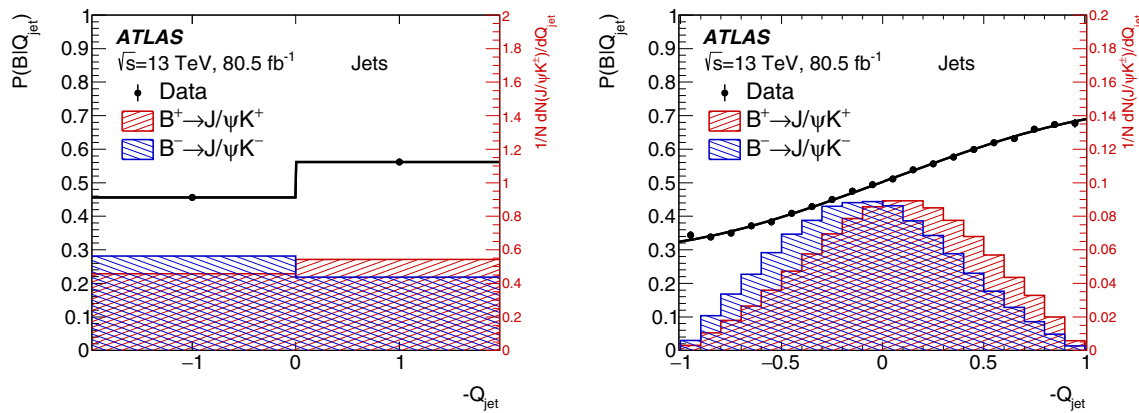 P(B|Q_jet)
1
0.9
0.8
0.7
0.6
0.5
0.4
0.3
0.2
0.1
0
ATLAS
√s=13 TeV, 80.5 fb⁻¹ Jets
Data
B⁺→J/ψK⁺
B⁻→J/ψK⁻
2
1.8
1.6
1.4
1.2
1
0.8
0.6
0.4
0.2
0
1/N dN(J/ψK^±)/dQ_jet
−1 0 1
-Q_jet
P(B|Q_jet)
1
0.9
0.8
0.7
0.6
0.5
0.4
0.3
0.2
0.1
0
ATLAS
√s=13 TeV, 80.5 fb⁻¹ Jets
Data
B⁺→J/ψK⁺
B⁻→J/ψK⁻
0.2
0.18
0.16
0.14
0.12
0.1
0.08
0.06
0.04
0.02
0
1/N dN(J/ψK^±)/dQ_jet
−1 −0.5 0 0.5 1
-Q_jet